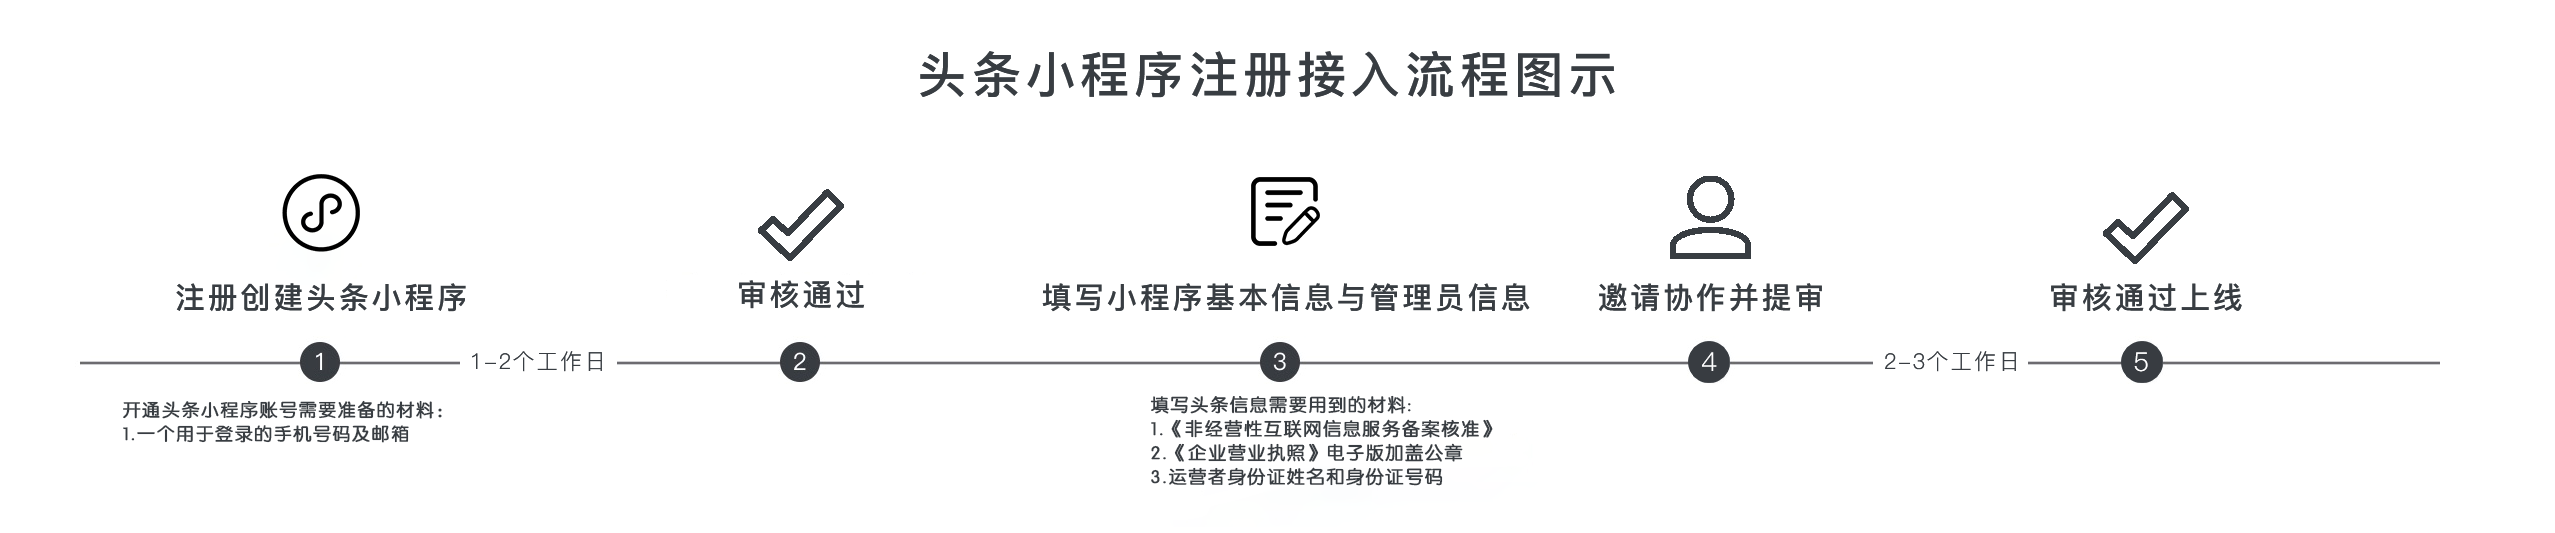 头条小程序注册接入流程图示
注册创建头条小程序
审核通过
填写小程序基本信息与管理员信息
邀请协作并提审
审核通过上线
1
1-2个工作日
2
3
4
2-3个工作日
5
开通头条小程序账号需要准备的材料：
1.一个用于登录的手机号码及邮箱
填写头条信息需要用到的材料:
1.《非经营性互联网信息服务备案核准》
2.《企业营业执照》电子版加盖公章
3.运营者身份证姓名和身份证号码